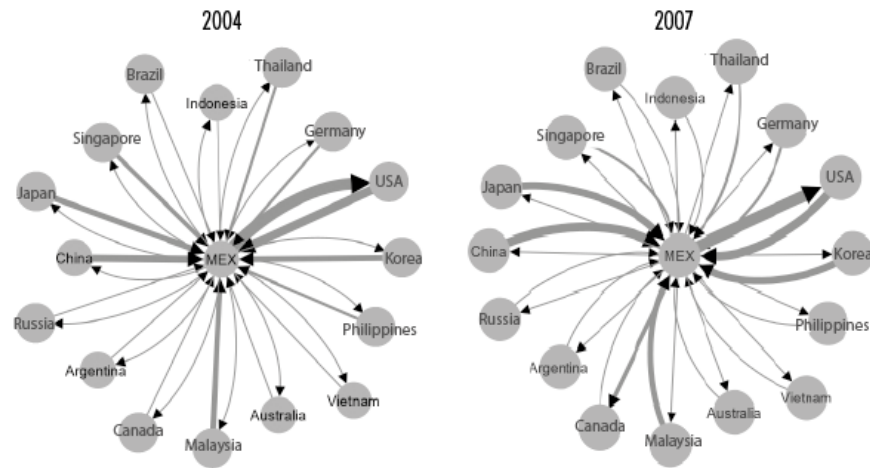 2004
Brazil
Thailand
Indonesia
Singapore
Germany
Japan
USA
China
MEX
Korea
Russia
Philippines
Argentina
Vietnam
Canada
Australia
Malaysia
2007
Brazil
Thailand
Indonesia
Singapore
Germany
Japan
USA
China
MEX
Korea
Russia
Philippines
Argentina
Vietnam
Canada
Australia
Malaysia